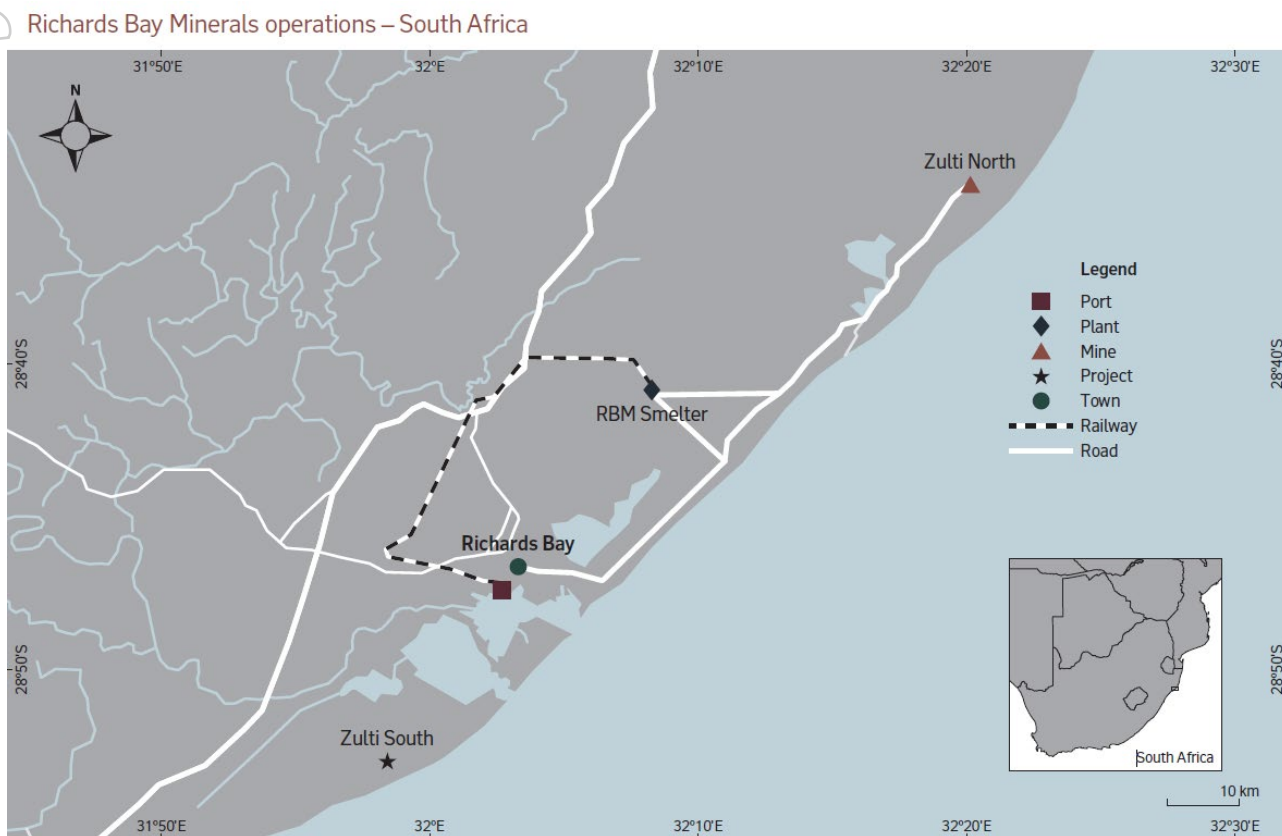 Richards Bay Minerals operations – South Africa
31°50'E
32°E
32°10'E
32°20'E
32°30'E
N
Zulti North
Legend
Port
Plant
Mine
Project
Town
Railway
Road
28°40'S
28°40'S
RBM Smelter
Richards Bay
28°50'S
28°50'S
Zulti South
South Africa
10 km
31°50'E
32°E
32°10'E
32°20'E
32°30'E